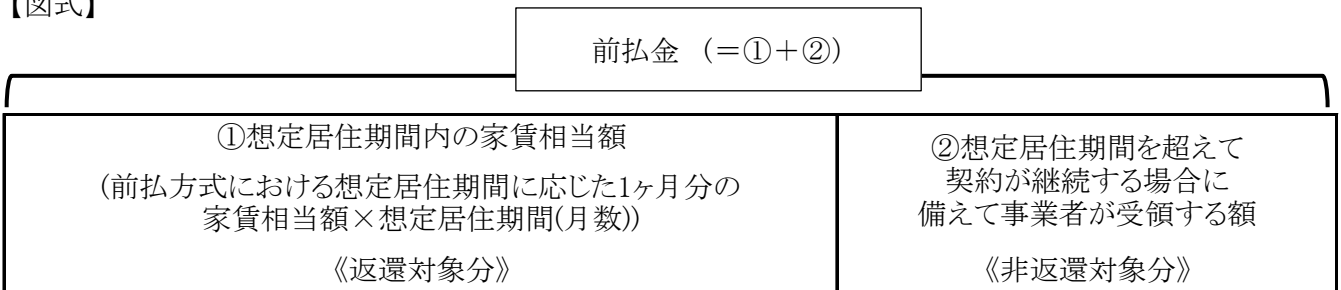 【図式】
前払金 (=①+②)
①想定居住期間内の家賃相当額
(前払方式における想定居住期間に応じた1ヶ月分の
家賃相当額×想定居住期間(月数))
《返還対象分》
②想定居住期間を超えて
契約が継続する場合に
備えて事業者が受領する額
《非返還対象分》